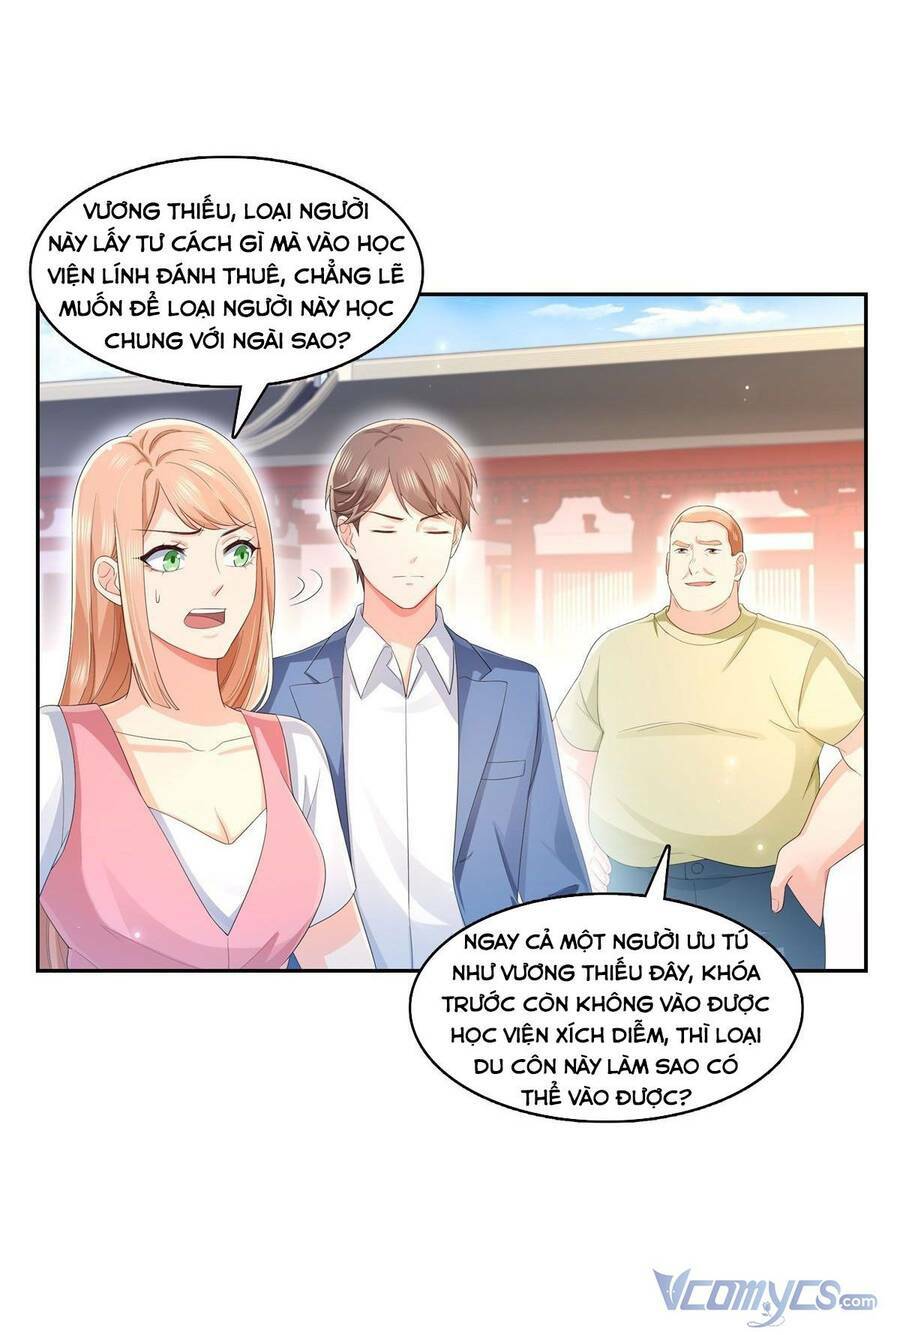 VƯƠNG THIẾU, LOẠI NGƯỜI
NÀY LẤY TƯ CÁCH GÌ MÀ VÀO HỌC
VIỆN LÍNH ĐÁNH THUÊ, CHẲNG LẼ
MUỐN ĐỂ LOẠI NGƯỜI NÀY HỌC
CHUNG VỚI NGÀI SAO?
NGAY CẢ MỘT NGƯỜI ƯU TÚ
NHƯ VƯƠNG THIẾU ĐÂY, KHÓA
TRƯỚC CÒN KHÔNG VÀO ĐƯỢC
HỌC VIỆN XÍCH DIỄM, THÌ LOẠI
DU CÔN NÀY LÀM SAO CÓ
THỂ VÀO ĐƯỢC?
VCOMYCS.com